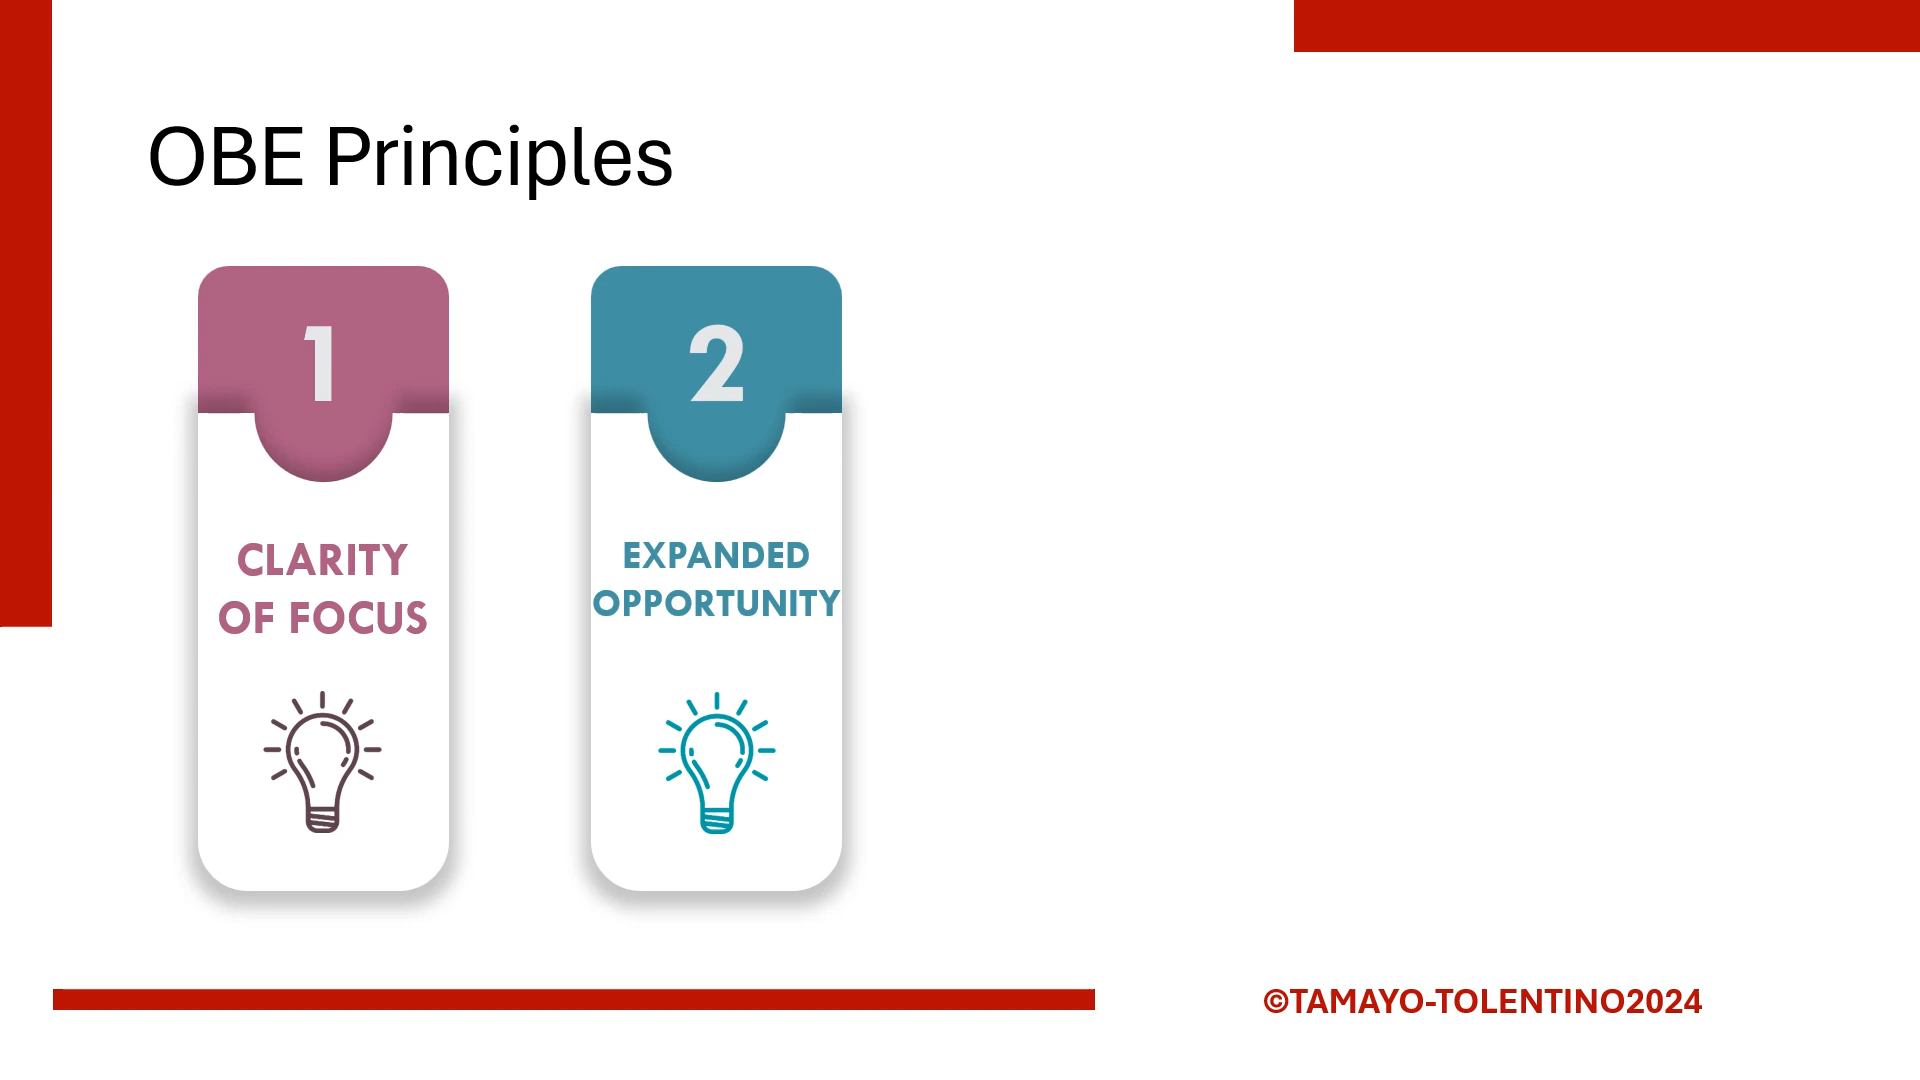 OBE Principles
1
CLARITY
OF FOCUS
2
EXPANDED
OPPORTUNITY
©TAMAYO-TOLENTINO2024